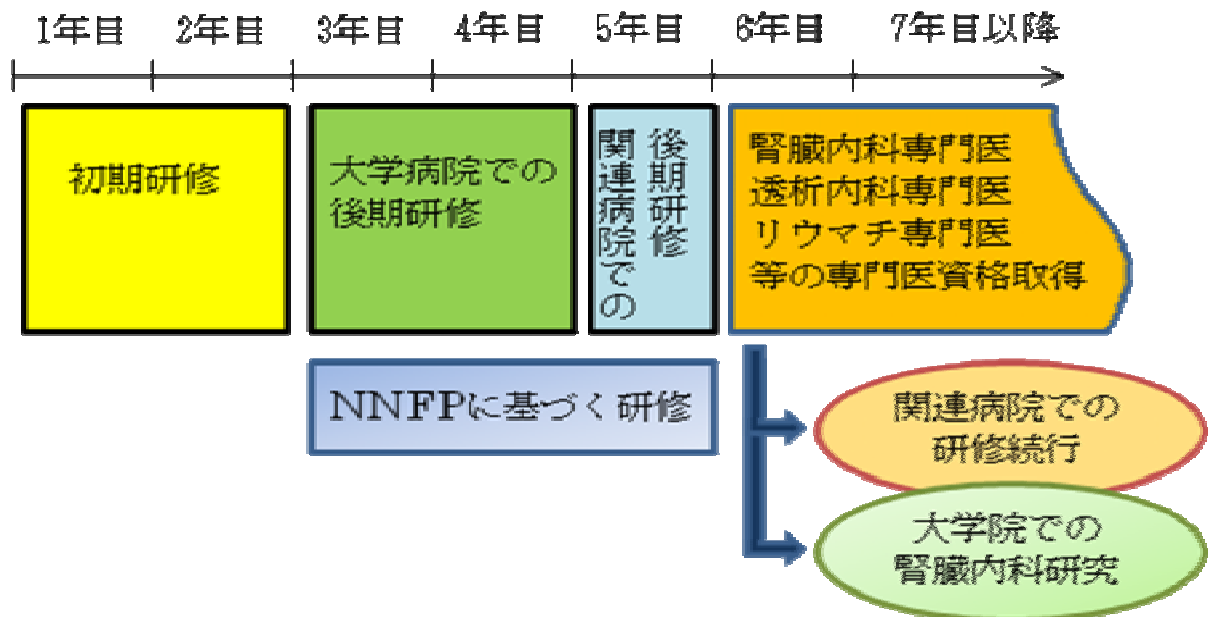 1年目 2年目 3年目 4年目 5年目 6年目 7年目以降
初期研修
大学病院での
後期研修
関連病院での
後期研修
腎臓内科専門医
透析内科専門医
リウマチ専門医
等の専門医資格取得
NNFPに基づく研修
関連病院での
研修続行
大学院での
腎臓内科研究